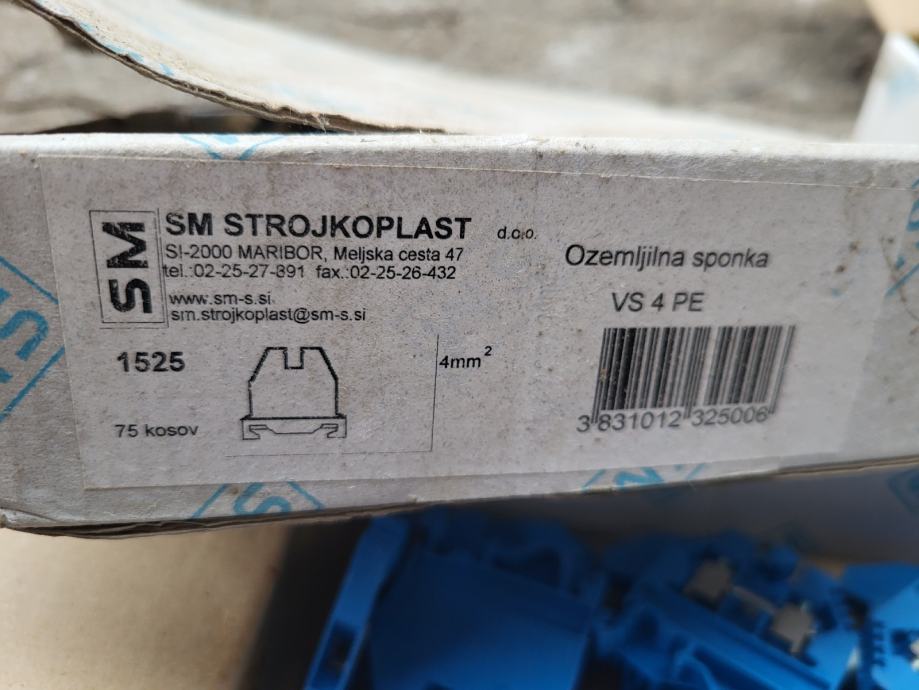 SM
SM STROJKOPLAST d.o.o.
SI-2000 MARIBOR, Meljska cesta 47
tel.:02-25-27-891 fax.:02-25-26-432
www.sm-s.si
sm.strojkoplast@sm-s.si
1525
4mm²
75 kosov
Ozemljilna sponka
VS 4 PE
3 831012 325006